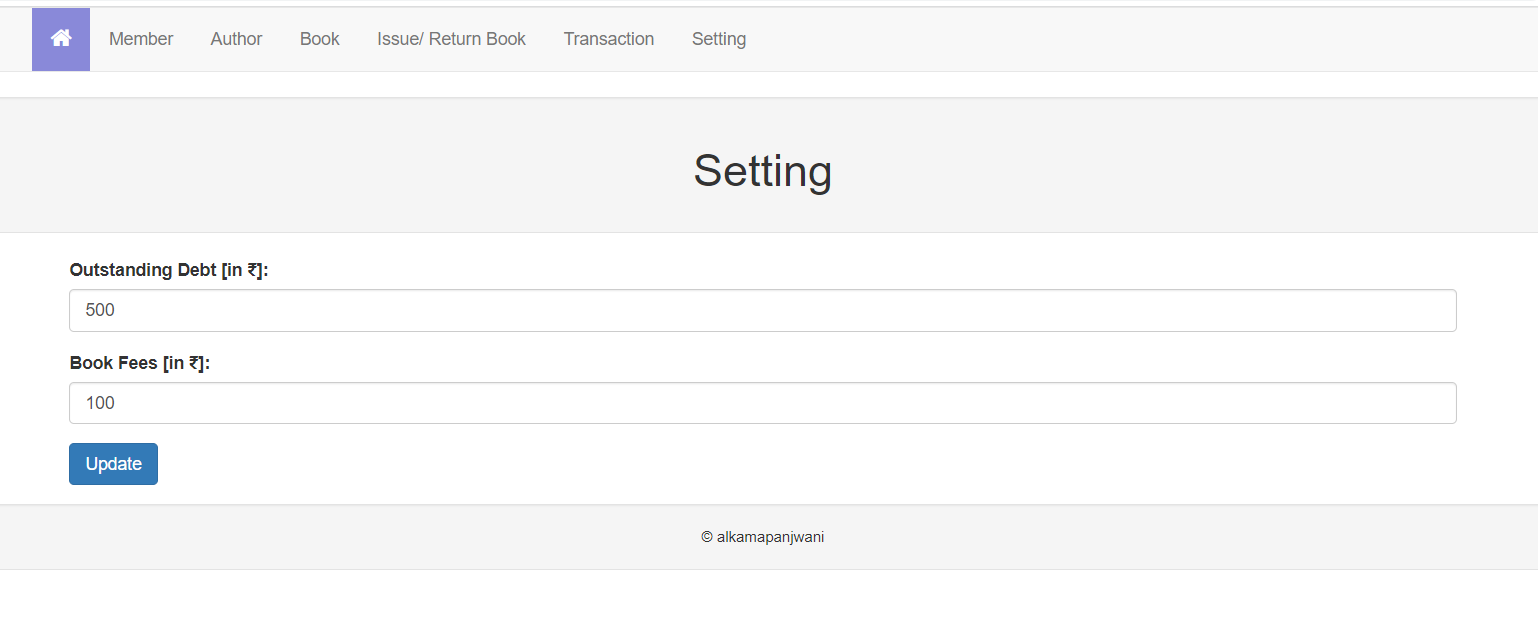 Member Author Book Issue/ Return Book Transaction Setting
Setting
Outstanding Debt [in ₹]:
500
Book Fees [in ₹]:
100
Update
© alkamapanjwani